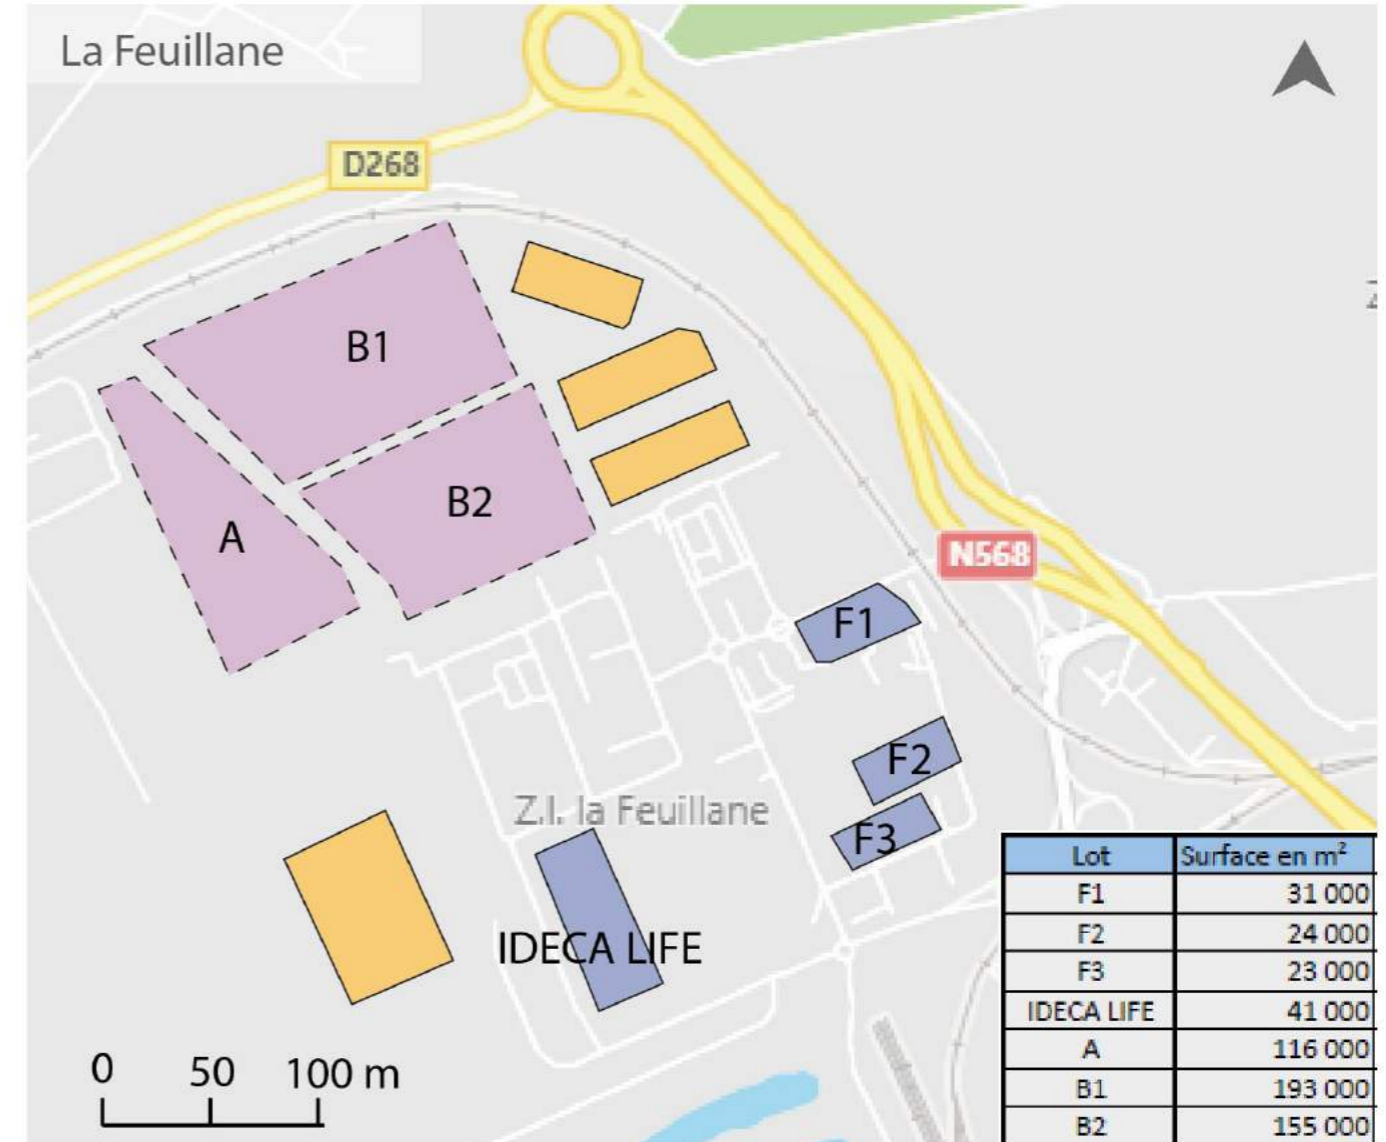 La Feuillane
D268
B1
B2
A
N568
F1
F2
Z.I. la Feuillane
F3
IDECA LIFE
0 50 100 m
Lot Surface en m²
F1 31 000
F2 24 000
F3 23 000
IDECA LIFE 41 000
A 116 000
B1 193 000
B2 155 000